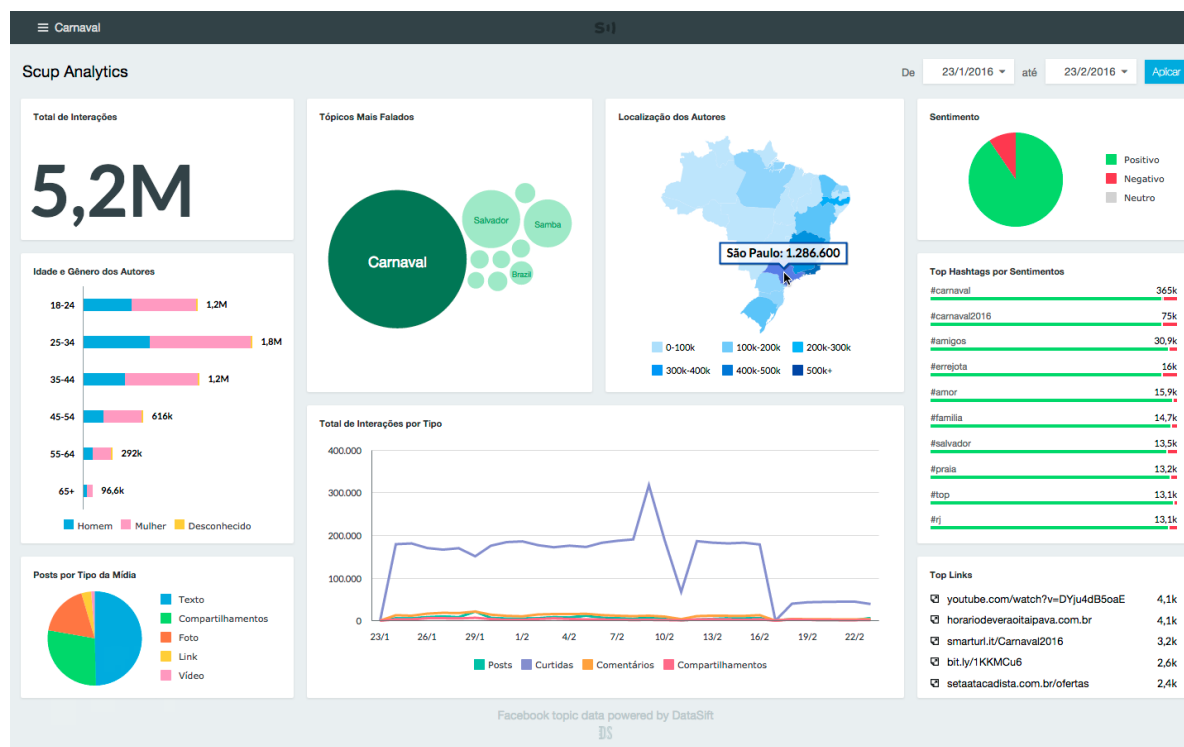 ☰ Carnaval
S
Scup Analytics
De 23/1/2016 até 23/2/2016 Aplicar
Total de Interações
5,2M
Idade e Gênero dos Autores
18-24 1,2M
25-34 1,8M
35-44 1,2M
45-54 616k
55-64 292k
65+ 96,6k
Homem Mulher Desconhecido
Posts por Tipo da Mídia
Texto
Compartilhamentos
Foto
Link
Vídeo
Tópicos Mais Falados
Carnaval
Salvador
Samba
Brazil
Localização dos Autores
São Paulo: 1.286.600
0-100k 100k-200k 200k-300k
300k-400k 400k-500k 500k+
Total de Interações por Tipo
400.000
300.000
200.000
100.000
0
23/1 26/1 29/1 1/2 4/2 7/2 10/2 13/2 16/2 19/2 22/2
Posts Curtidas Comentários Compartilhamentos
Sentimento
Positivo
Negativo
Neutro
Top Hashtags por Sentimentos
#carnaval 365k
#carnaval2016 75k
#amigos 30,9k
#errejota 16k
#amor 15,9k
#familia 14,7k
#salvador 13,5k
#praia 13,2k
#top 13,1k
#rj 13,1k
Top Links
youtube.com/watch?v=DYju4dB5oaE 4,1k
horariodeveraoitaipava.com.br 4,1k
smarturl.it/Carnaval2016 3,2k
bit.ly/1KKMCu6 2,6k
setaatacadista.com.br/ofertas 2,4k
Facebook topic data powered by DataSift
DS